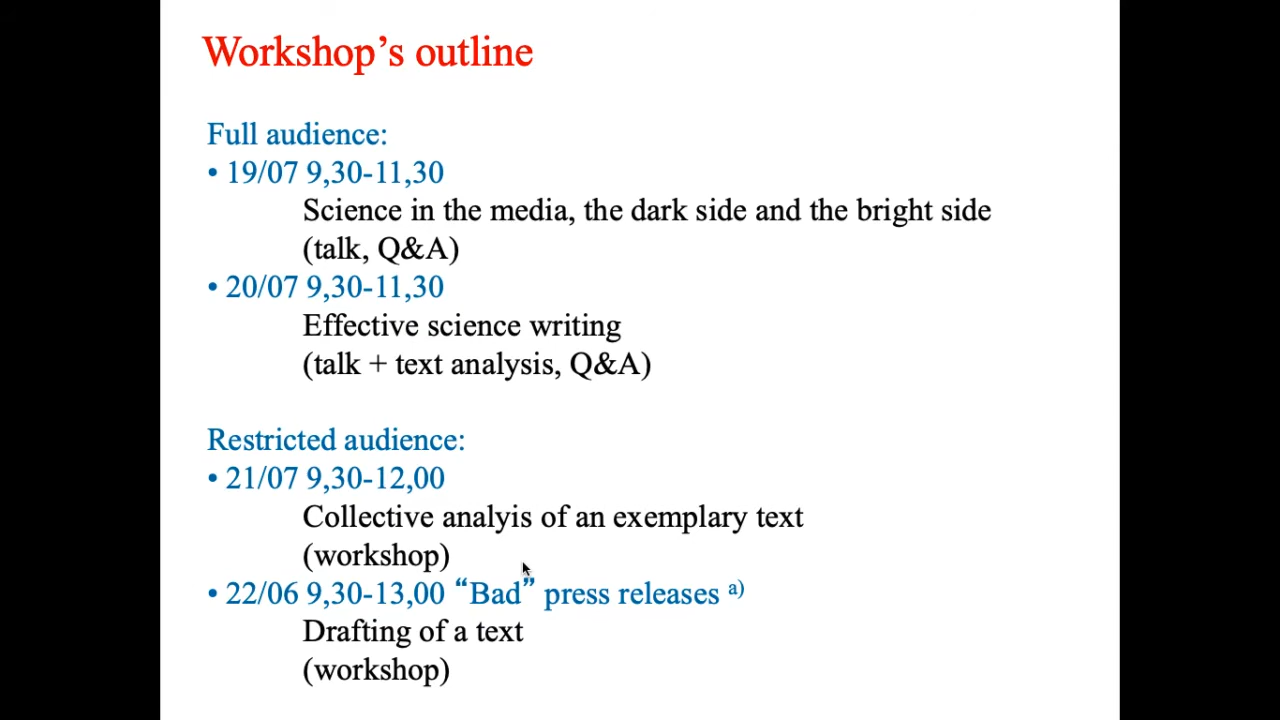 Workshop’s outline
Full audience:
• 19/07 9,30-11,30
Science in the media, the dark side and the bright side
(talk, Q&A)
• 20/07 9,30-11,30
Effective science writing
(talk + text analysis, Q&A)
Restricted audience:
• 21/07 9,30-12,00
Collective analyis of an exemplary text
(workshop)
• 22/06 9,30-13,00 “Bad” press releases a)
Drafting of a text
(workshop)